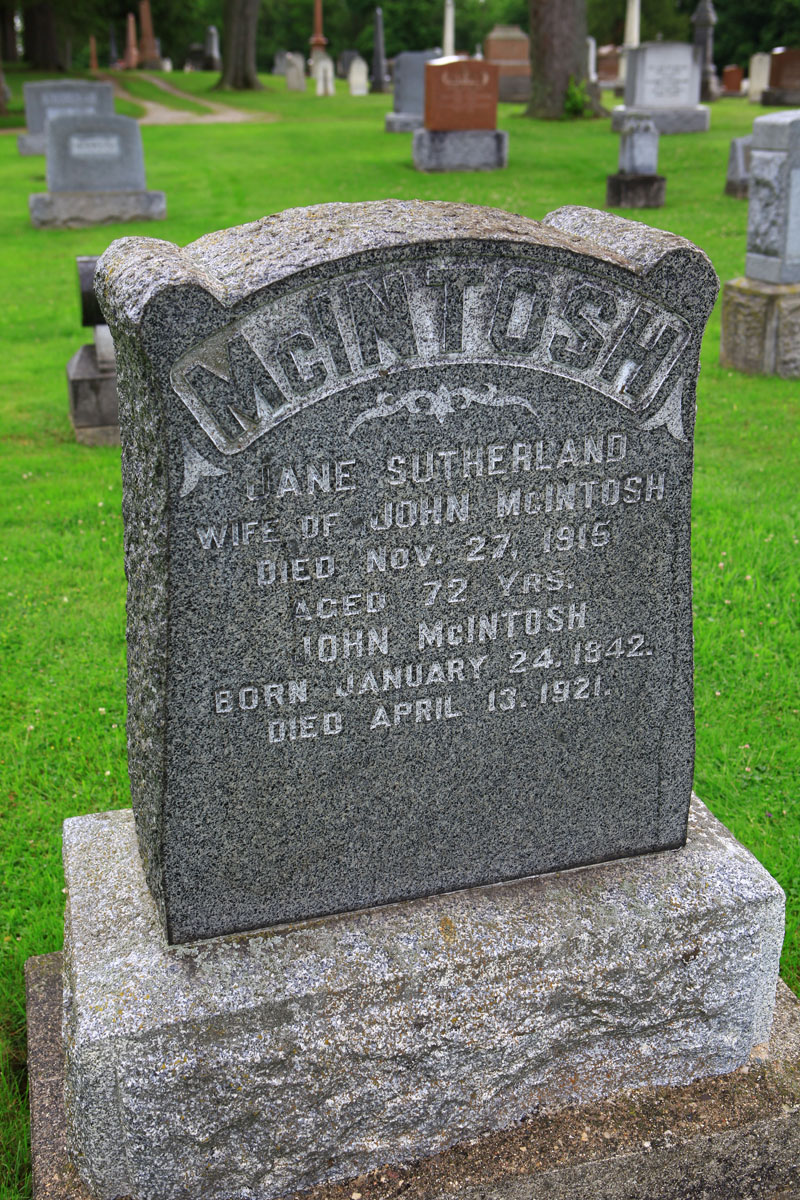 McINTOSH
JANE SUTHERLAND
WIFE OF JOHN McINTOSH
DIED NOV. 27, 1915
AGED 72 YRS.
JOHN McINTOSH
BORN JANUARY 24, 1842.
DIED APRIL 13, 1921.